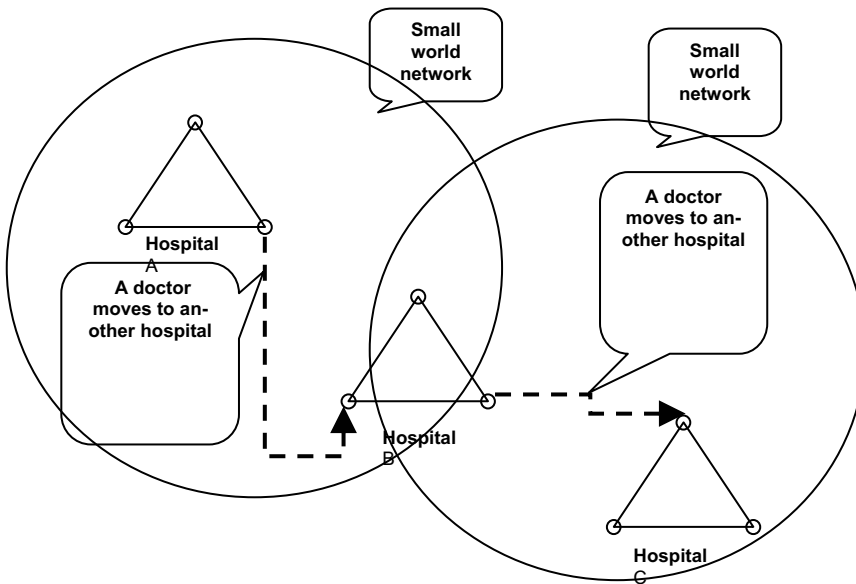 Small
world
network
Small
world
network
A doctor
moves to an-
other hospital
Hospital
A
A doctor
moves to an-
other hospital
Hospital
B
Hospital
C